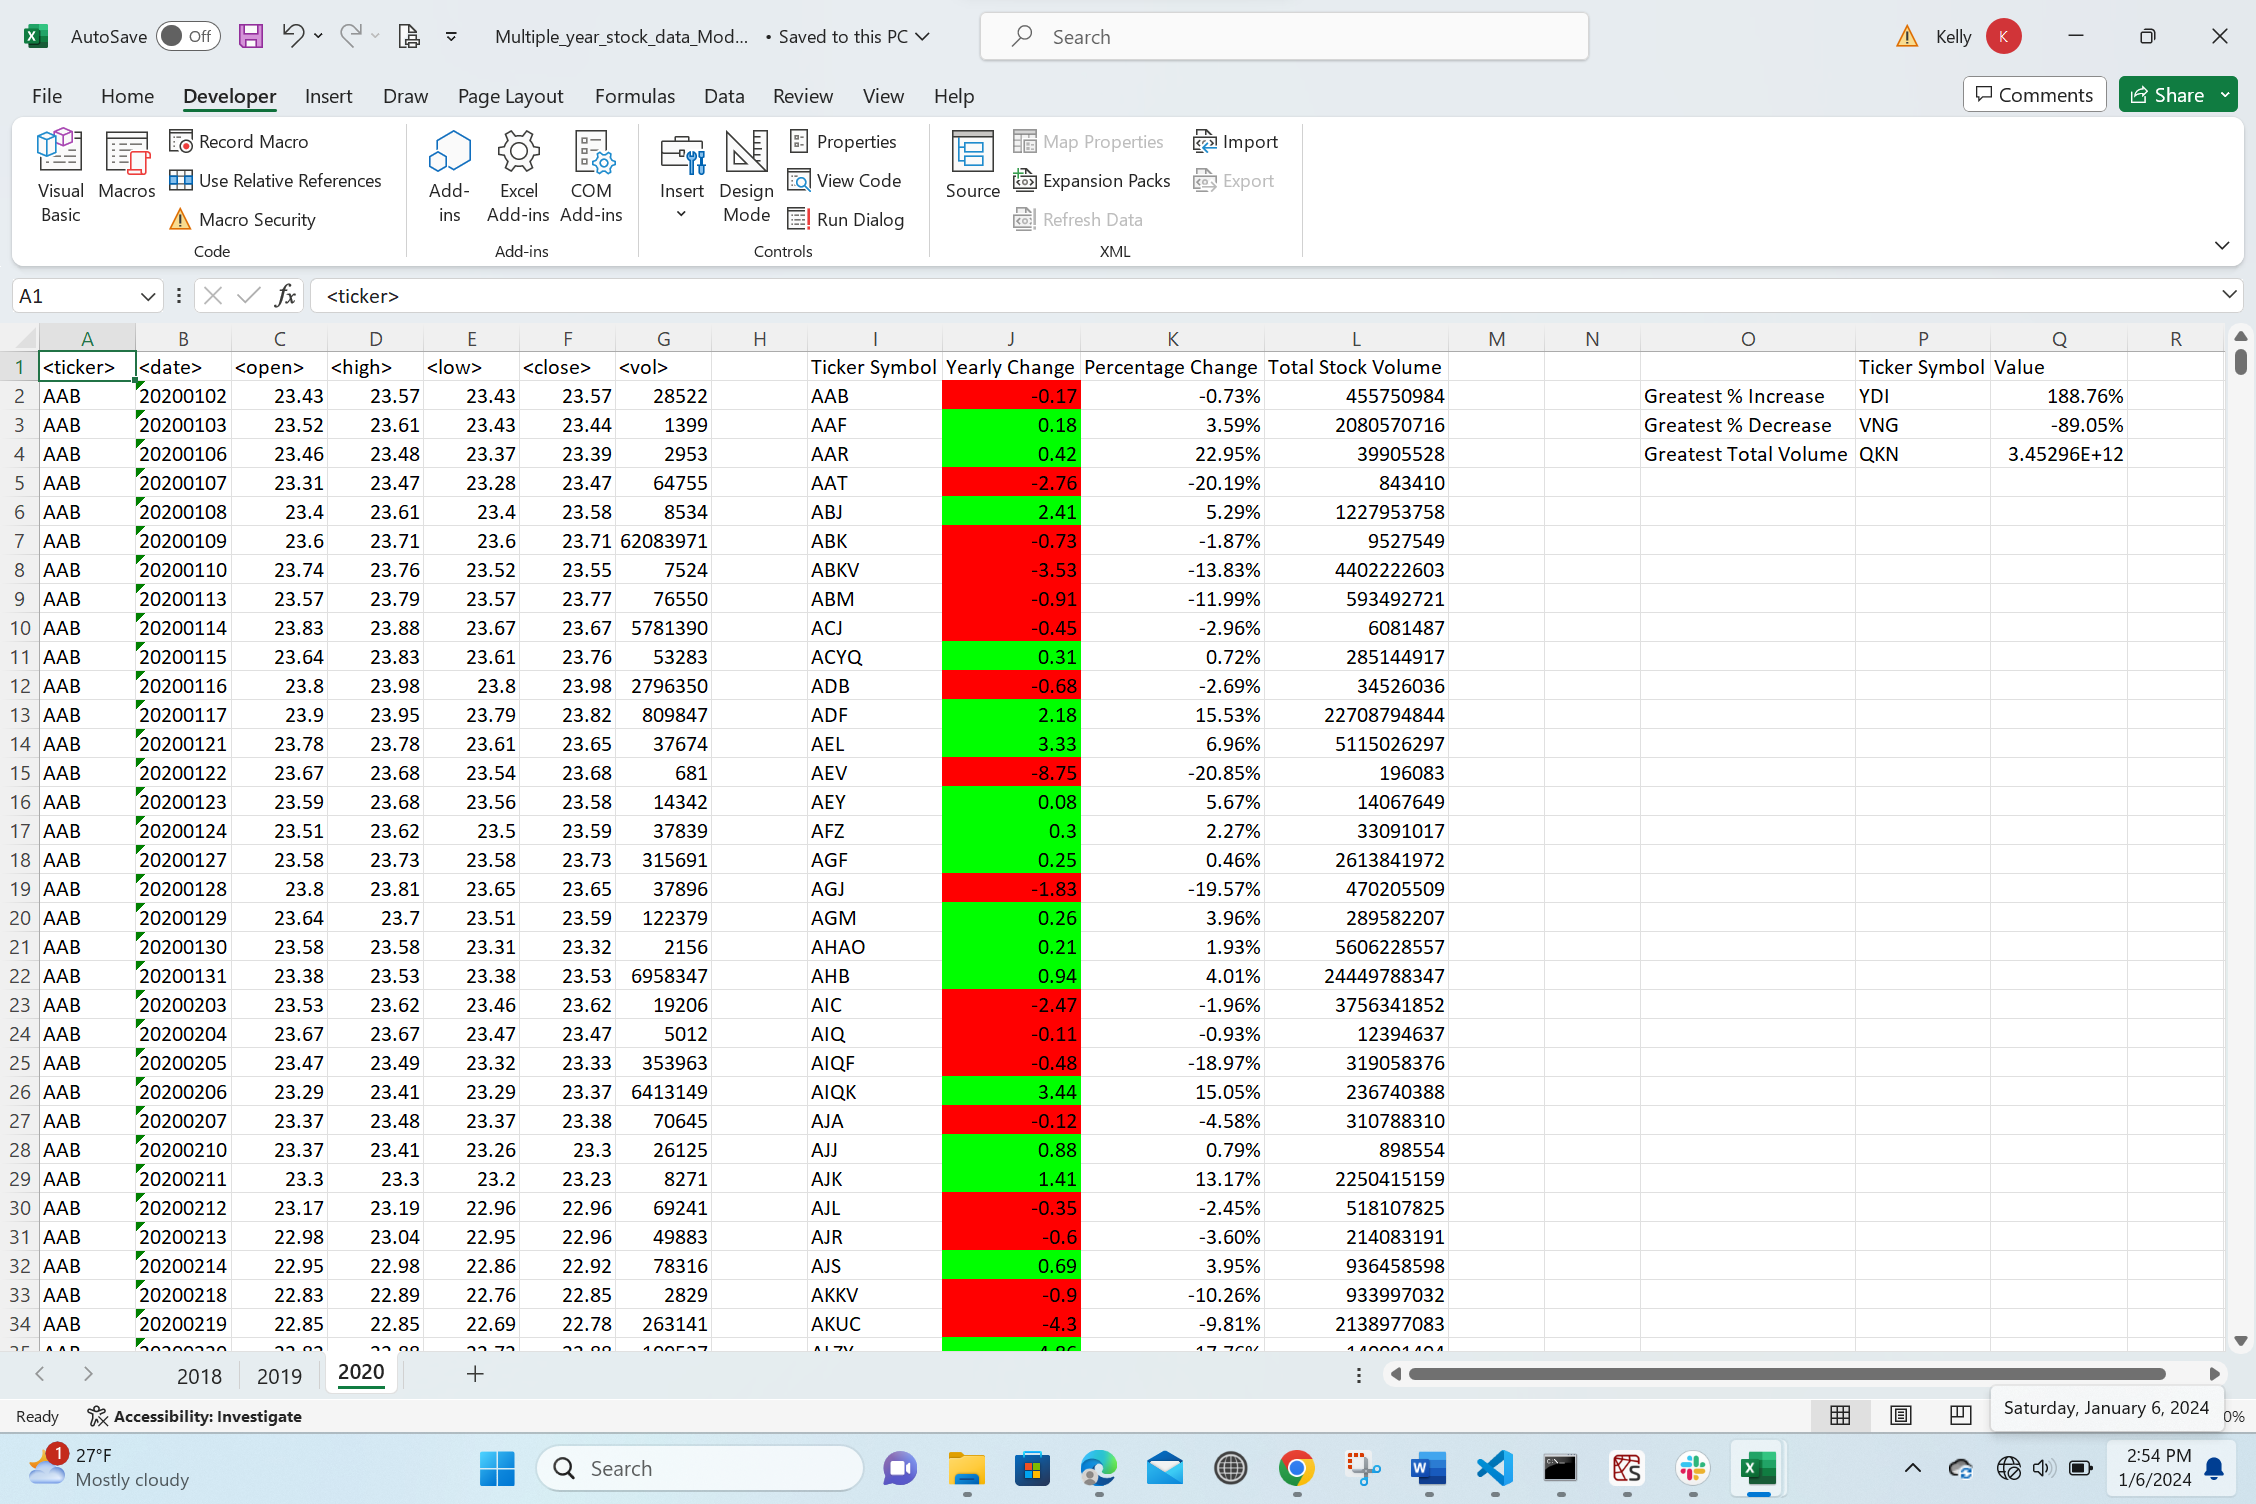 AutoSave Off Multiple_year_stock_data_Mod... • Saved to this PC Search Kelly K
File Home Developer Insert Draw Page Layout Formulas Data Review View Help Comments Share
Visual Basic Macros Record Macro Use Relative References Macro Security Code
Add-ins Excel Add-ins COM Add-ins Add-ins
Insert Design Mode Properties View Code Run Dialog Controls
Source Map Properties Expansion Packs Refresh Data Import Export XML
A1 fx <ticker>
A B C D E F G H I J K L M N O P Q R
1 <ticker> <date> <open> <high> <low> <close> <vol> Ticker Symbol Yearly Change Percentage Change Total Stock Volume Ticker Symbol Value
2 AAB 20200102 23.43 23.57 23.43 23.57 28522 AAB -0.17 -0.73% 455750984 Greatest % Increase YDI 188.76%
3 AAB 20200103 23.52 23.61 23.43 23.44 1399 AAF 0.18 3.59% 2080570716 Greatest % Decrease VNG -89.05%
4 AAB 20200106 23.46 23.48 23.37 23.39 2953 AAR 0.42 22.95% 39905528 Greatest Total Volume QKN 3.45296E+12
5 AAB 20200107 23.31 23.47 23.28 23.47 64755 AAT -2.76 -20.19% 843410
6 AAB 20200108 23.4 23.61 23.4 23.58 8534 ABJ 2.41 5.29% 1227953758
7 AAB 20200109 23.6 23.71 23.6 23.71 62083971 ABK -0.73 -1.87% 9527549
8 AAB 20200110 23.74 23.76 23.52 23.55 7524 ABKV -3.53 -13.83% 4402222603
9 AAB 20200113 23.57 23.79 23.57 23.77 76550 ABM -0.91 -11.99% 593492721
10 AAB 20200114 23.83 23.88 23.67 23.67 5781390 ACJ -0.45 -2.96% 6081487
11 AAB 20200115 23.64 23.83 23.61 23.76 53283 ACYQ 0.31 0.72% 285144917
12 AAB 20200116 23.8 23.98 23.8 23.98 2796350 ADB -0.68 -2.69% 34526036
13 AAB 20200117 23.9 23.95 23.79 23.82 809847 ADF 2.18 15.53% 22708794844
14 AAB 20200121 23.78 23.78 23.61 23.65 37674 AEL 3.33 6.96% 5115026297
15 AAB 20200122 23.67 23.68 23.54 23.68 681 AEV -8.75 -20.85% 196083
16 AAB 20200123 23.59 23.68 23.56 23.58 14342 AEY 0.08 5.67% 14067649
17 AAB 20200124 23.51 23.62 23.5 23.59 37839 AFZ 0.3 2.27% 33091017
18 AAB 20200127 23.58 23.73 23.58 23.73 315691 AGF 0.25 0.46% 2613841972
19 AAB 20200128 23.8 23.81 23.65 23.65 37896 AGJ -1.83 -19.57% 470205509
20 AAB 20200129 23.64 23.7 23.51 23.59 122379 AGM 0.26 3.96% 289582207
21 AAB 20200130 23.58 23.58 23.31 23.32 2156 AHAO 0.21 1.93% 5606228557
22 AAB 20200131 23.38 23.53 23.38 23.53 6958347 AHB 0.94 4.01% 24449788347
23 AAB 20200203 23.53 23.62 23.46 23.62 19206 AIC -2.47 -1.96% 3756341852
24 AAB 20200204 23.67 23.67 23.47 23.47 5012 AIQ -0.11 -0.93% 12394637
25 AAB 20200205 23.47 23.49 23.32 23.33 353963 AIQF -0.48 -18.97% 319058376
26 AAB 20200206 23.29 23.41 23.29 23.37 6413149 AIQK 3.44 15.05% 236740388
27 AAB 20200207 23.37 23.48 23.37 23.38 70645 AJA -0.12 -4.58% 310788310
28 AAB 20200210 23.37 23.41 23.26 23.3 26125 AJJ 0.88 0.79% 898554
29 AAB 20200211 23.3 23.3 23.2 23.23 8271 AJK 1.41 13.17% 2250415159
30 AAB 20200212 23.17 23.19 22.96 22.96 69241 AJL -0.35 -2.45% 518107825
31 AAB 20200213 22.98 23.04 22.95 22.96 49883 AJR -0.6 -3.60% 214083191
32 AAB 20200214 22.95 22.98 22.86 22.92 78316 AJS 0.69 3.95% 936458598
33 AAB 20200218 22.83 22.89 22.76 22.85 2829 AKKV -0.9 -10.26% 933997032
34 AAB 20200219 22.85 22.85 22.69 22.78 263141 AKUC -4.3 -9.81% 2138977083
2018 2019 2020
Ready Accessibility: Investigate Saturday, January 6, 2024 0%
1 27°F Mostly cloudy Search 2:54 PM 1/6/2024